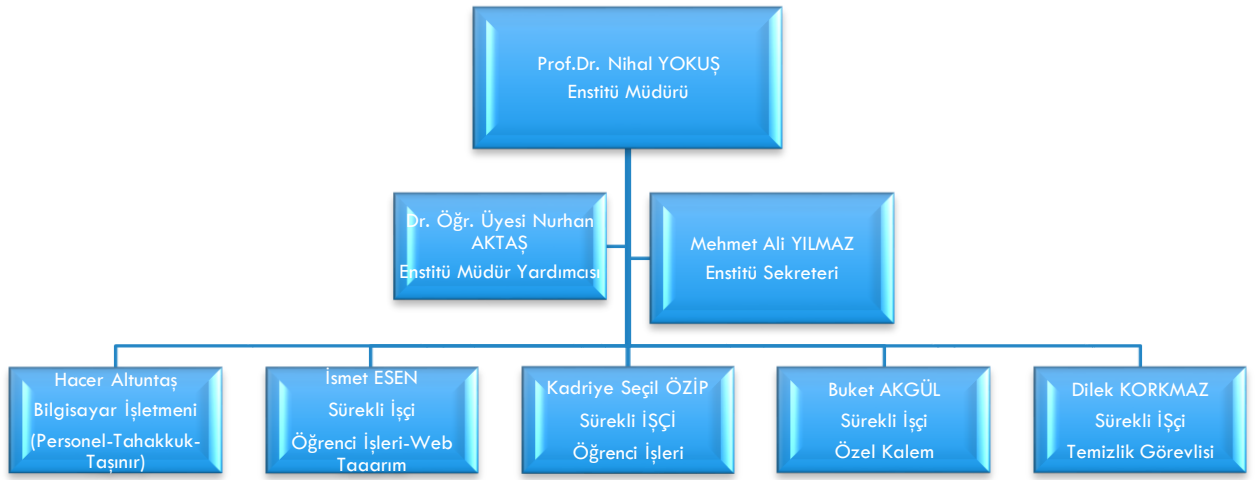 Prof.Dr. Nihal YOKUŞ
Enstitü Müdürü
Dr. Öğr. Üyesi Nurhan
AKTAŞ
Enstitü Müdür Yardımcısı
Mehmet Ali YILMAZ
Enstitü Sekreteri
Hacer Altuntaş
Bilgisayar İşletmeni
(Personel-Tahakkuk-
Taşınır)
İsmet ESEN
Sürekli İşçi
Öğrenci İşleri-Web
Taqarım
Kadriye Seçil ÖZİP
Sürekli İŞÇİ
Öğrenci İşleri
Buket AKGÜL
Sürekli İşçi
Özel Kalem
Dilek KORKMAZ
Sürekli İŞçi
Temizlik Görevlisi